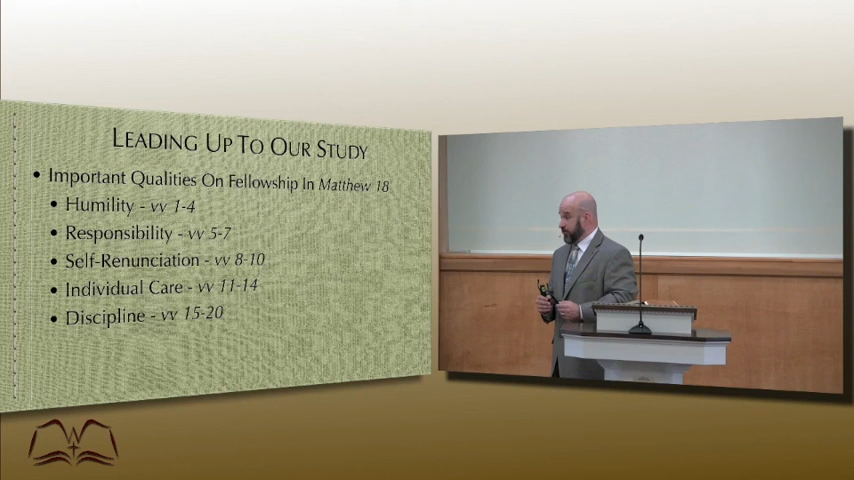 LEADING UP TO OUR STUDY
• Important Qualities On Fellowship In Matthew 18
• Humility - vv 1-4
• Responsibility - vv 5-7
• Self-Renunciation - vv 8-10
• Individual Care - vv 11-14
• Discipline - vv 15-20